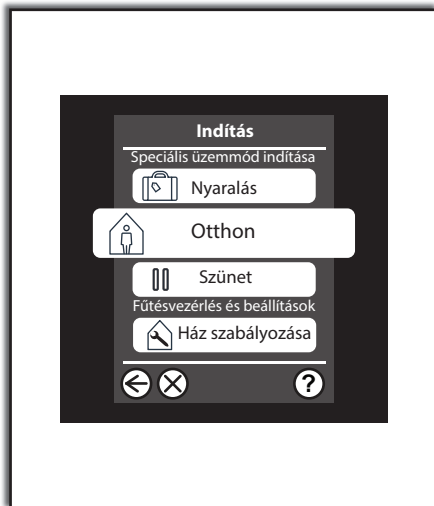 Indítás
Speciális üzemmód indítása
Nyaralás
Otthon
Szünet
Fűtésvezérlés és beállítások
Ház szabályozása
?